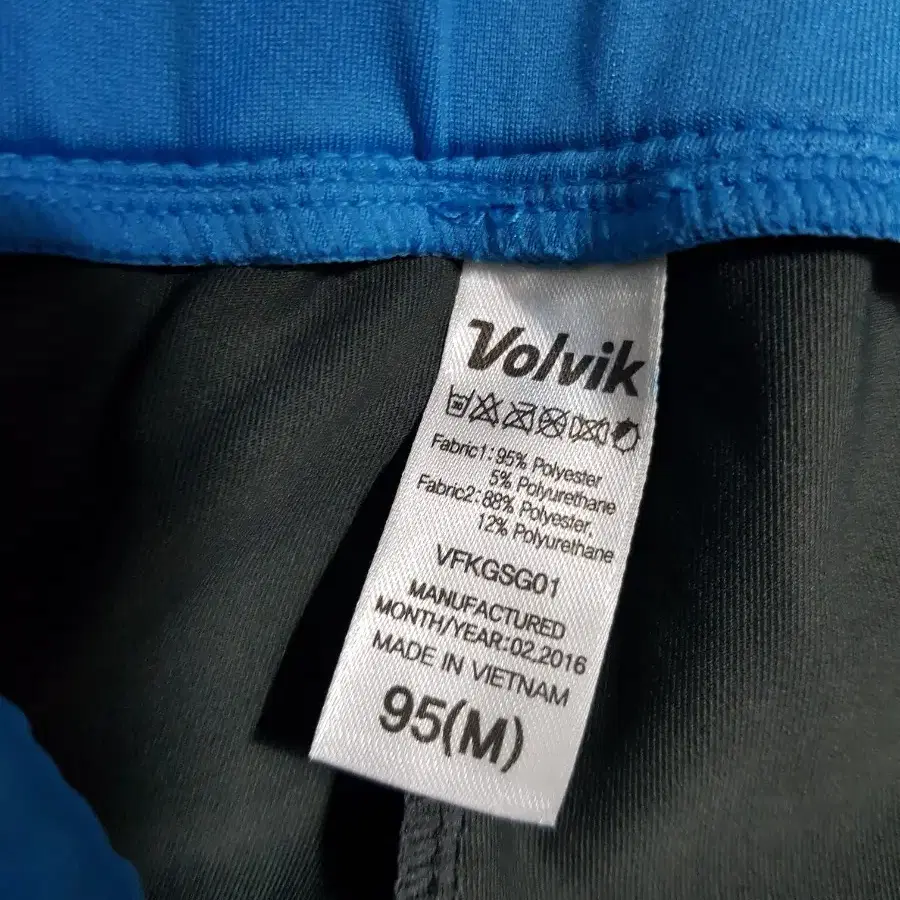 Volvik
Fabric1: 95% Polyester
5% Polyurethane
Fabric2: 88% Polyester,
12% Polyurethane
VFKGSG01
MANUFACTURED
MONTH/YEAR:02.2016
MADE IN VIETNAM
95(M)